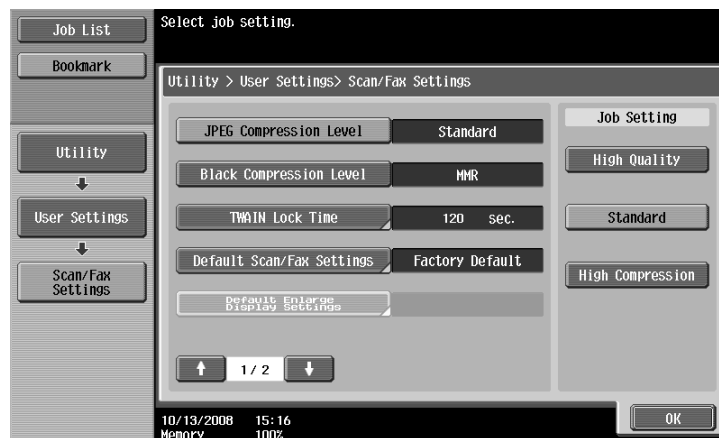 Job List
Bookmark
Utility
User Settings
Scan/Fax
Settings
Select job setting.
Utility > User Settings> Scan/Fax Settings
JPEG Compression Level Standard
Black Compression Level MMR
TWAIN Lock Time 120 sec.
Default Scan/Fax Settings Factory Default
Default Enlarge
Display Settings
1/ 2
Job Setting
High Quality
Standard
High Compression
10/13/2008 15:16
Memory 100%
OK